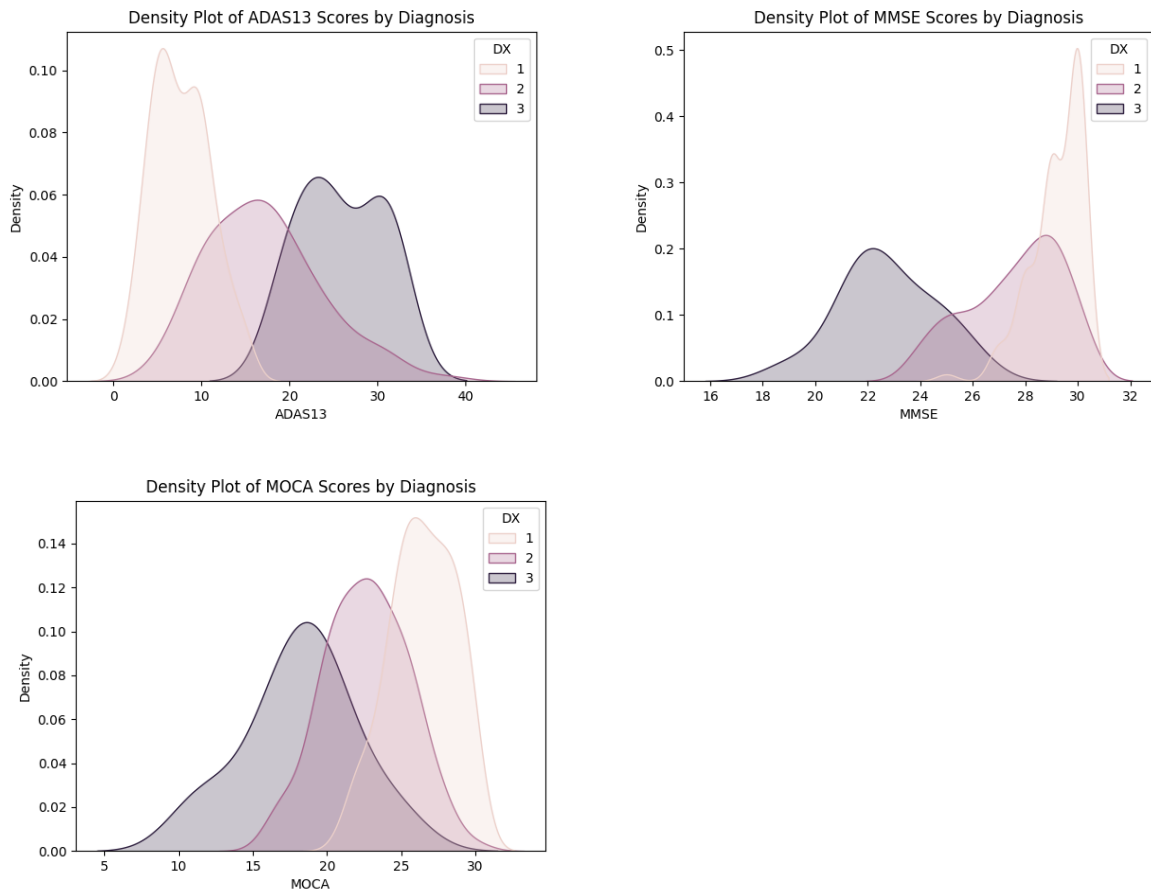 Density Plot of ADAS13 Scores by Diagnosis
DX
1
2
3
0.10
0.08
0.06
0.04
0.02
0.00
Density
0 10 20 30 40
ADAS13
Density Plot of MMSE Scores by Diagnosis
DX
1
2
3
0.5
0.4
0.3
0.2
0.1
0.0
Density
16 18 20 22 24 26 28 30 32
MMSE
Density Plot of MOCA Scores by Diagnosis
DX
1
2
3
0.14
0.12
0.10
0.08
0.06
0.04
0.02
0.00
Density
5 10 15 20 25 30
MOCA